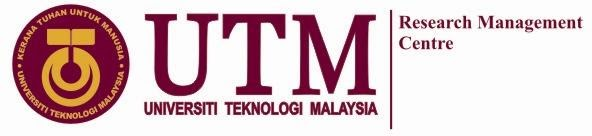 • KERANA TUHAN UNTUK MANUSIA •
UNIVERSITI TEKNOLOGI MALAYSIA
UTM
UNIVERSITI TEKNOLOGI MALAYSIA
Research Management
Centre